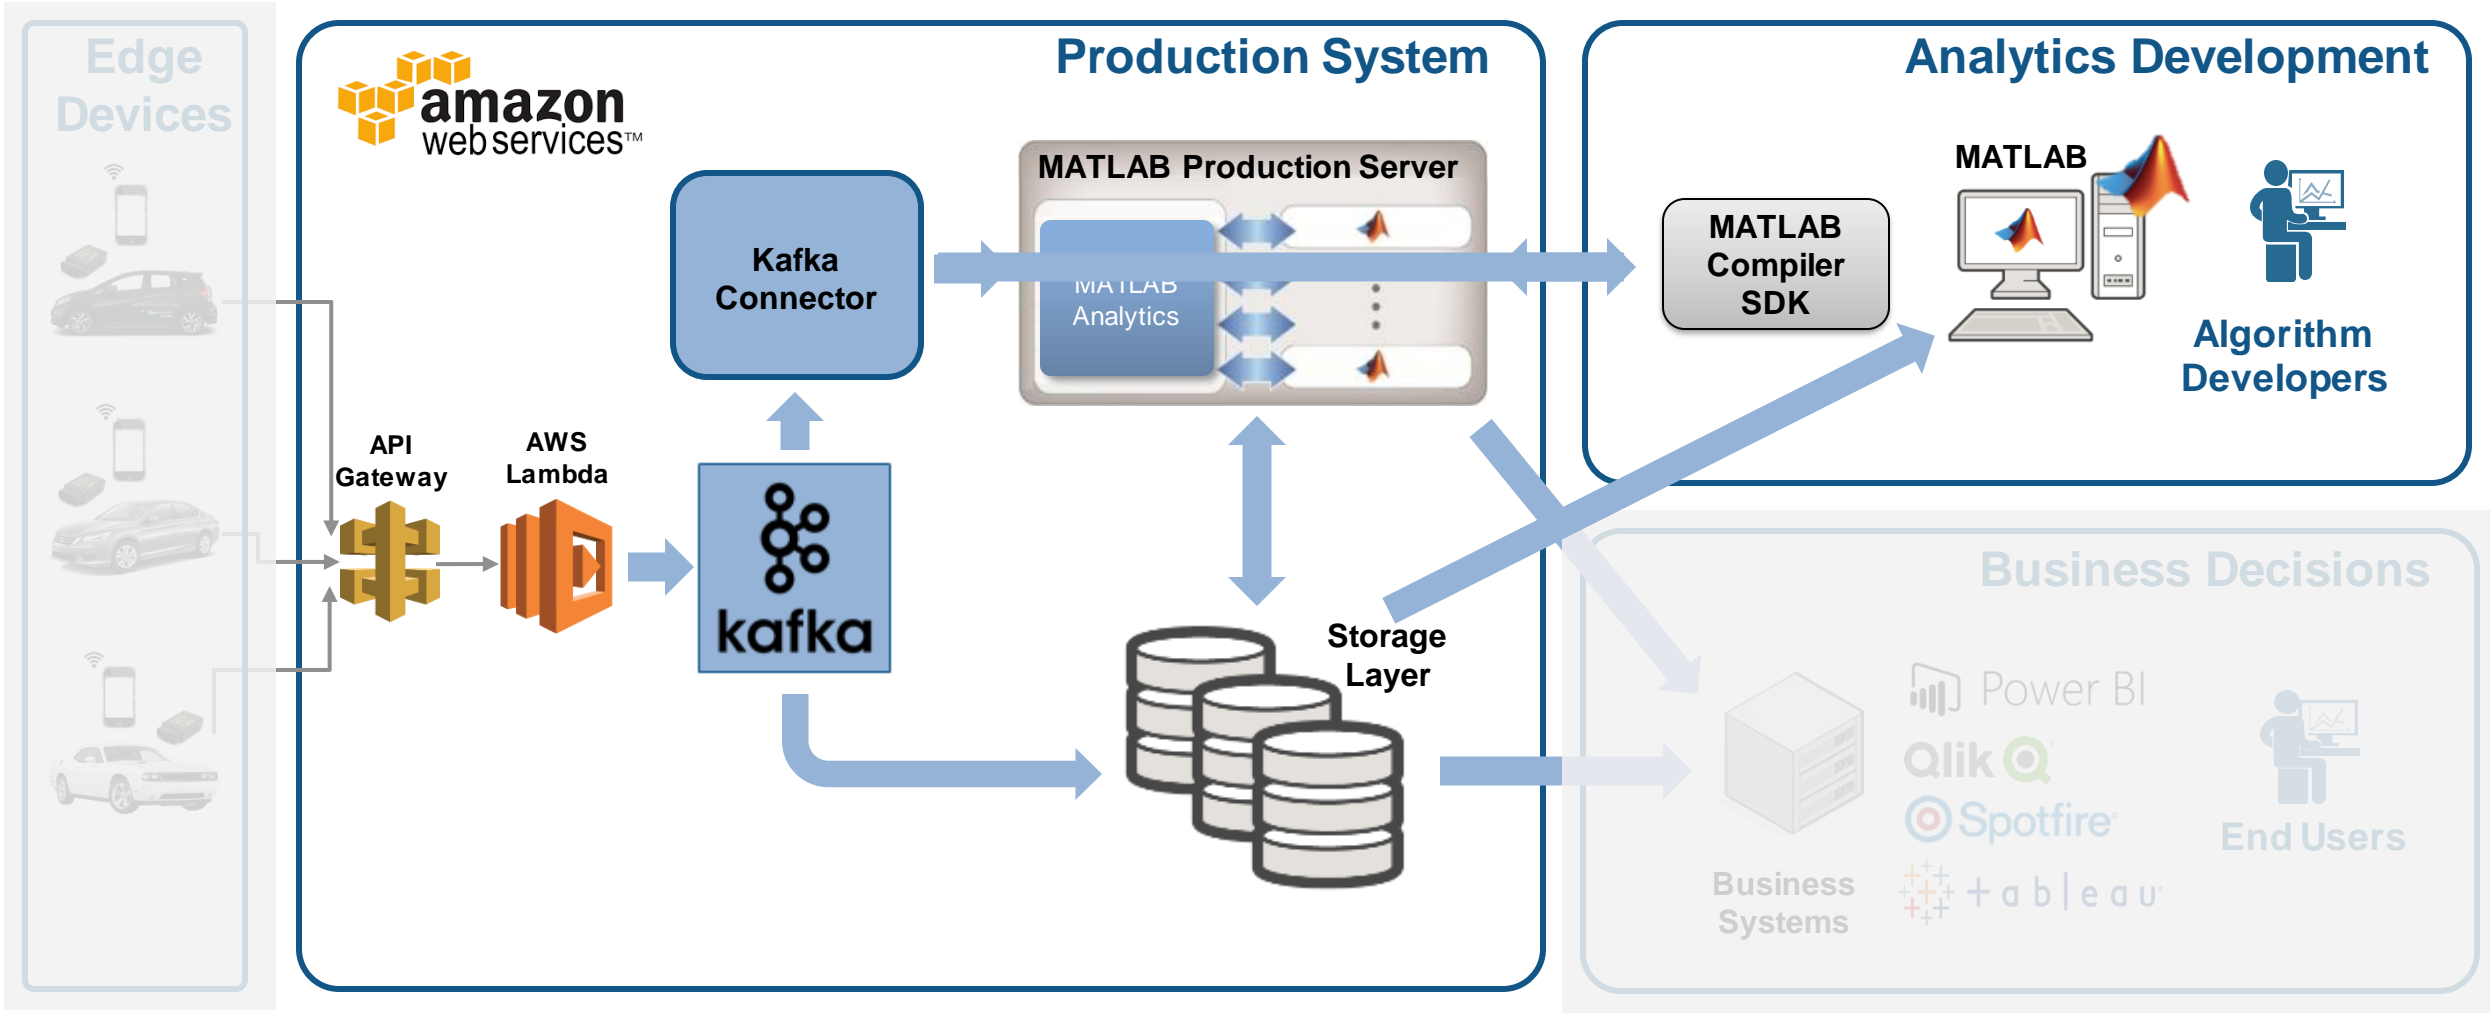 Edge
Devices
amazon
web services™
Production System
MATLAB Production Server
MATLAB
Analytics
Kafka
Connector
API
Gateway
AWS
Lambda
kafka
Storage
Layer
Analytics Development
MATLAB
Compiler
SDK
MATLAB
Algorithm
Developers
Business Decisions
Business
Systems
Power BI
Qlik
Spotfire
+ableau
End Users